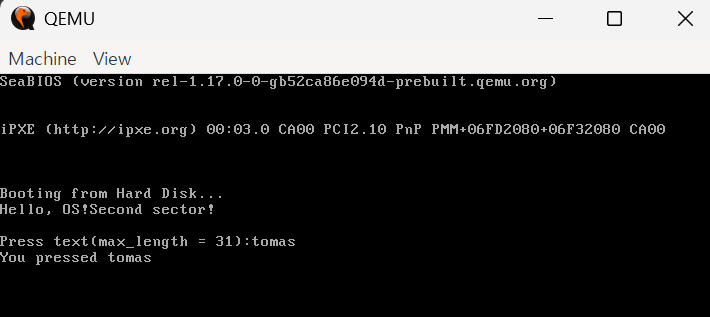 QEMU
Machine View
SeaBIOS (version rel-1.17.0-0-gb52ca86e094d-prebuilt.qemu.org)
iPXE (http://ipxe.org) 00:03.0 CA00 PCI2.10 PnP PMM+06FD2080+06F32080 CA00
Booting from Hard Disk...
Hello, OS!Second sector!
Press text(max_length = 31):tomas
You pressed tomas